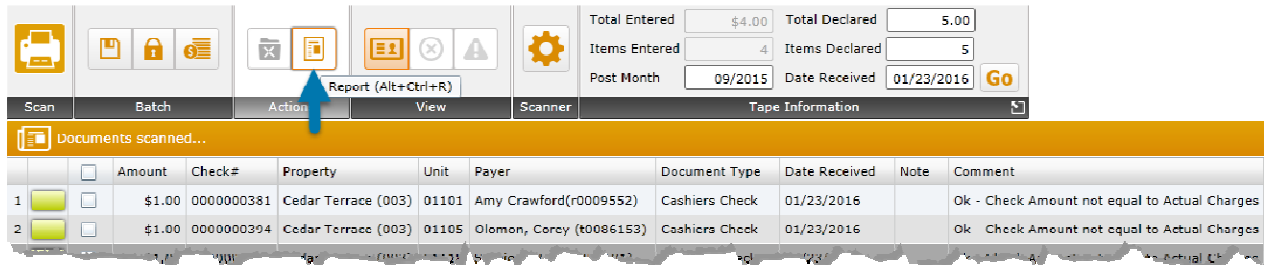 Total Entered $4.00 Total Declared 5.00
Items Entered 4 Items Declared 5
Post Month 09/2015 Date Received 01/23/2016 Go
Report (Alt+Ctrl+R)
Scan Batch Action View Scanner Tape Information
Documents scanned...
Amount Check# Property Unit Payer Document Type Date Received Note Comment
1 $1.00 0000000381 Cedar Terrace (003) 01101 Amy Crawford(r0009552) Cashiers Check 01/23/2016 Ok - Check Amount not equal to Actual Charges
2 $1.00 0000000394 Cedar Terrace (003) 01105 Olomon, Corey (t0086153) Cashiers Check 01/23/2016 Ok - Check Amount not equal to Actual Charges